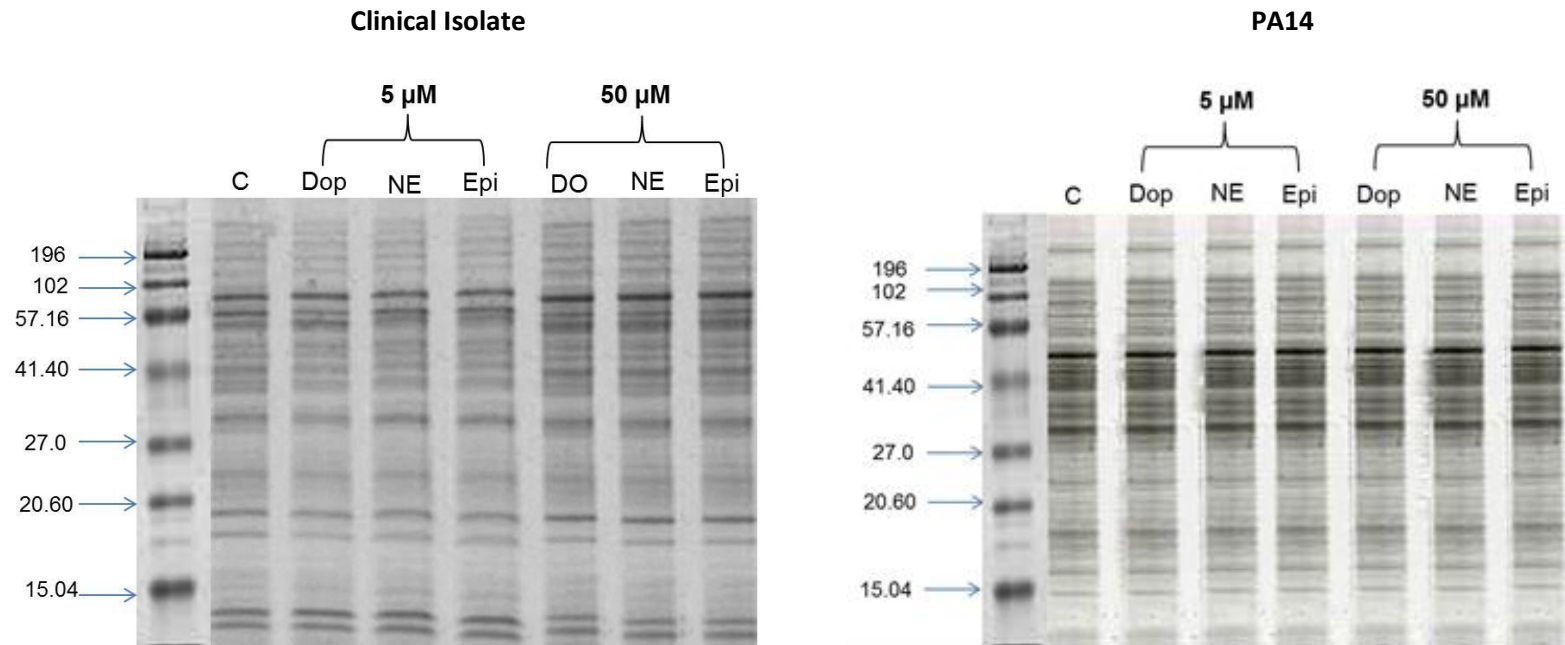 Clinical Isolate
5 µM
50 µM
C Dop NE Epi DO NE Epi
196
102
57.16
41.40
27.0
20.60
15.04
PA14
5 µM
50 µM
C Dop NE Epi Dop NE Epi
196
102
57.16
41.40
27.0
20.60
15.04